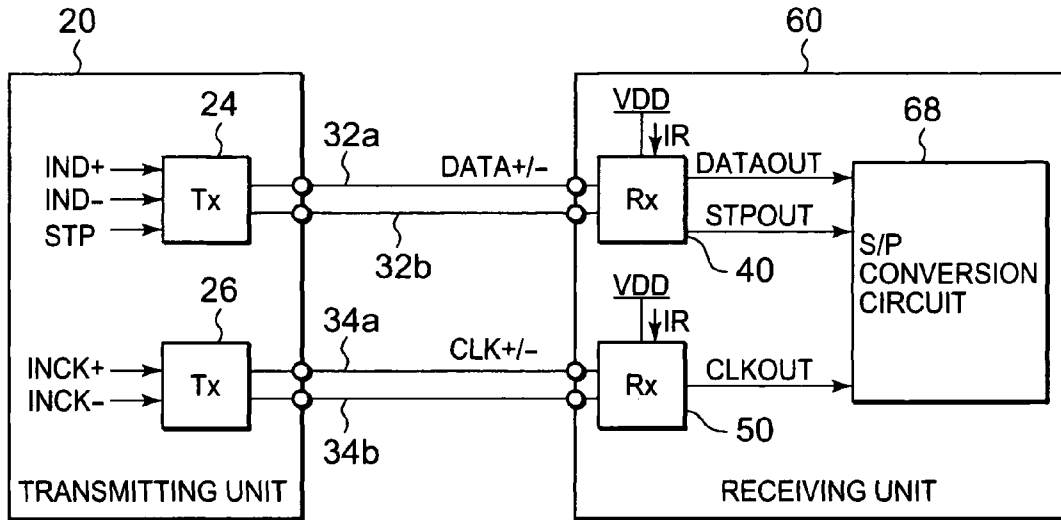 20
60
24
IND+
IND-
STP
Tx
32a
DATA+/-
32b
VDD
IR
Rx
40
DATAOUT
STPOUT
68
S/P
CONVERSION
CIRCUIT
26
INCK+
INCK-
Tx
34a
CLK+/-
34b
VDD
IR
Rx
50
CLKOUT
TRANSMITTING UNIT
RECEIVING UNIT